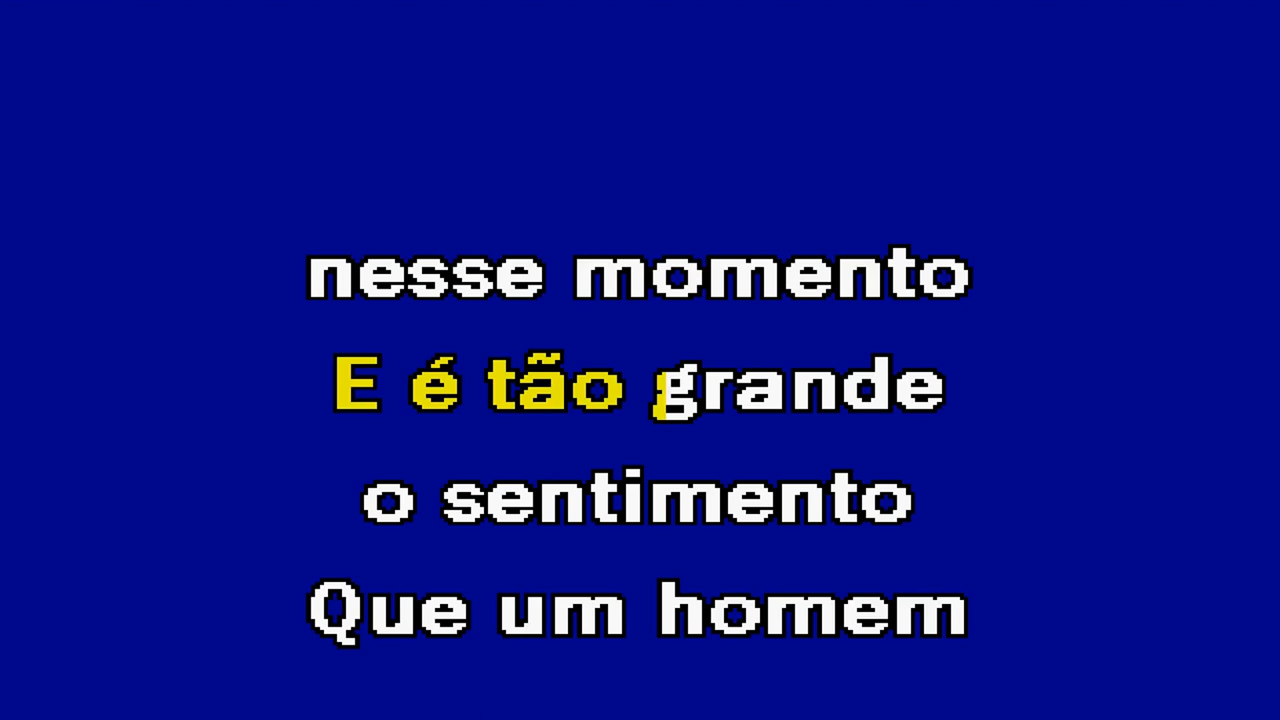 nesse momento
E é tão grande
o sentimento
Que um homem